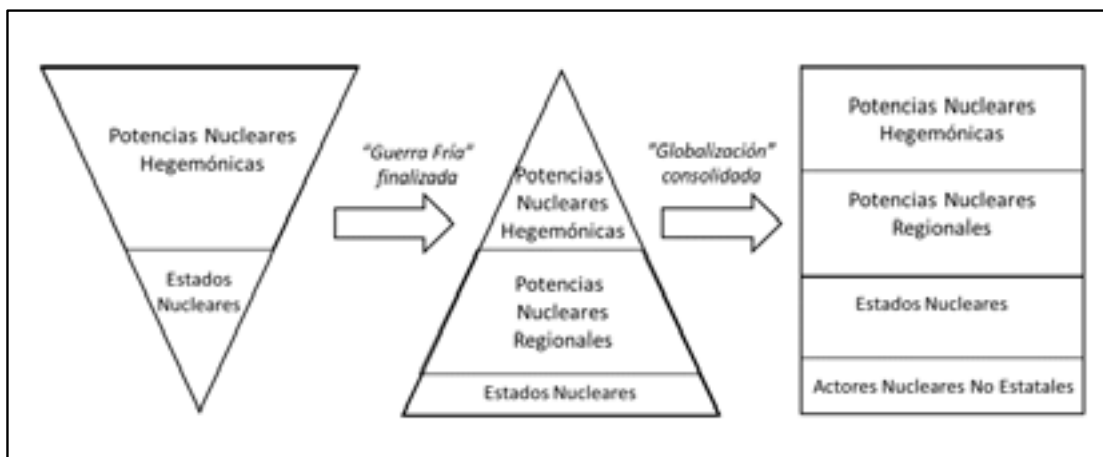 Potencias Nucleares
Hegemónicas
Estados
Nucleares
"Guerra Fría"
finalizada
Potencias
Nucleares
Hegemónicas
Potencias
Nucleares
Regionales
Estados Nucleares
"Globalización"
consolidada
Potencias Nucleares
Hegemónicas
Potencias Nucleares
Regionales
Estados Nucleares
Actores Nucleares No Estatales